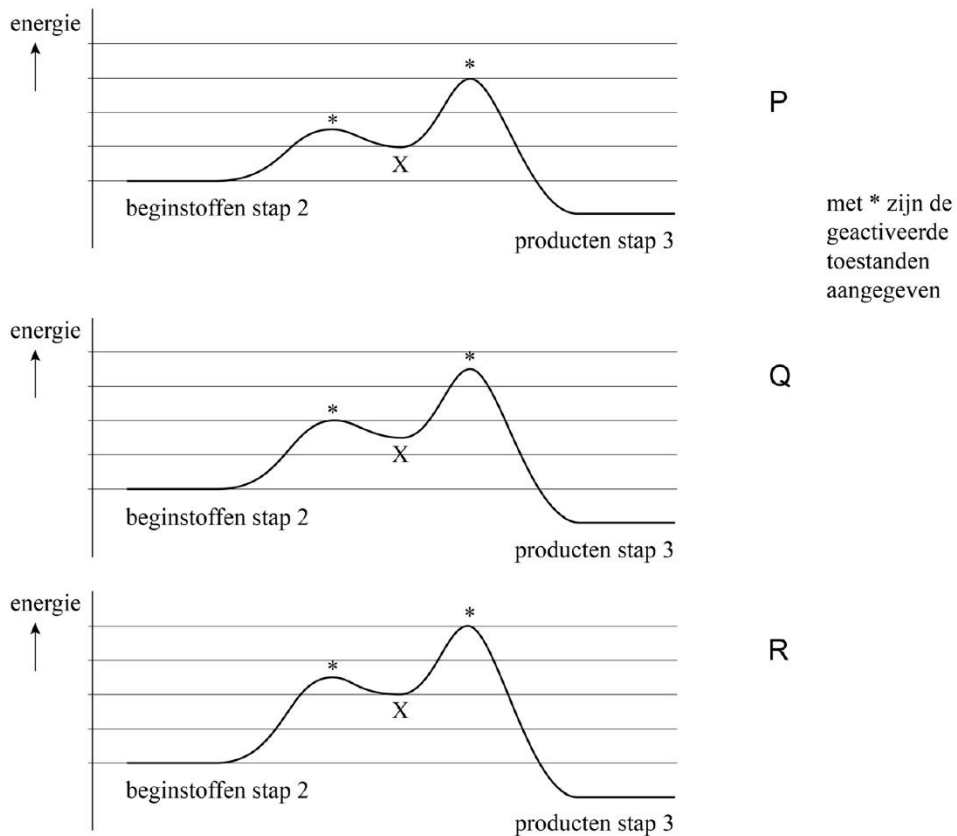 energie
*
*
X
beginstoffen stap 2
producten stap 3
P
met * zijn de
geactiveerde
toestanden
aangegeven
energie
*
*
X
beginstoffen stap 2
producten stap 3
Q
energie
*
*
X
beginstoffen stap 2
producten stap 3
R